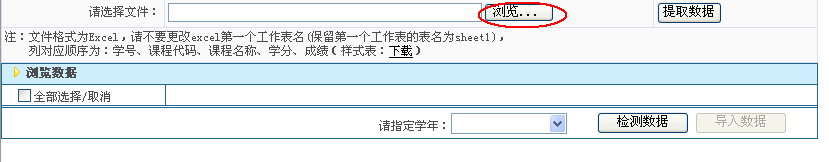 请选择文件： 浏览... 提取数据
注：文件格式为Excel，请不要更改excel第一个工作表名(保留第一个工作表的表名为sheet1)，
列对应顺序为：学号、课程代码、课程名称、学分、成绩(样式表：下载)
浏览数据
全部选择/取消
请指定学年： 检测数据 导入数据